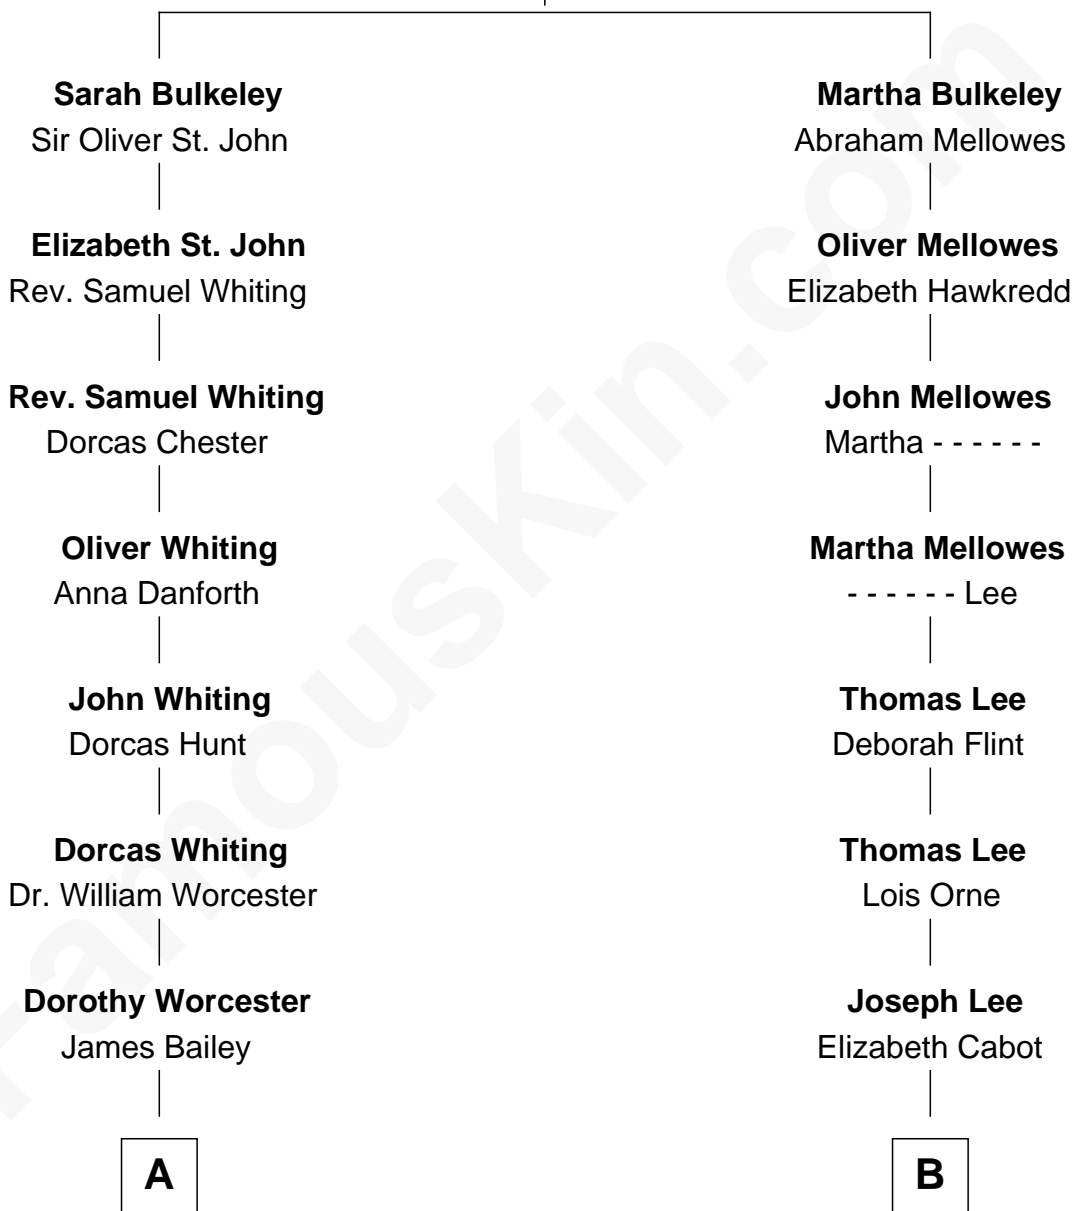 Sarah Bulkeley
Sir Oliver St. John
Elizabeth St. John
Rev. Samuel Whiting
Rev. Samuel Whiting
Dorcas Chester
Oliver Whiting
Anna Danforth
John Whiting
Dorcas Hunt
Dorcas Whiting
Dr. William Worcester
Dorothy Worcester
James Bailey
A
Martha Bulkeley
Abraham Mellowes
Oliver Mellowes
Elizabeth Hawkredd
John Mellowes
Martha - - - - - -
Martha Mellowes
- - - - - - Lee
Thomas Lee
Deborah Flint
Thomas Lee
Lois Orne
Joseph Lee
Elizabeth Cabot
B
FamousKin.com